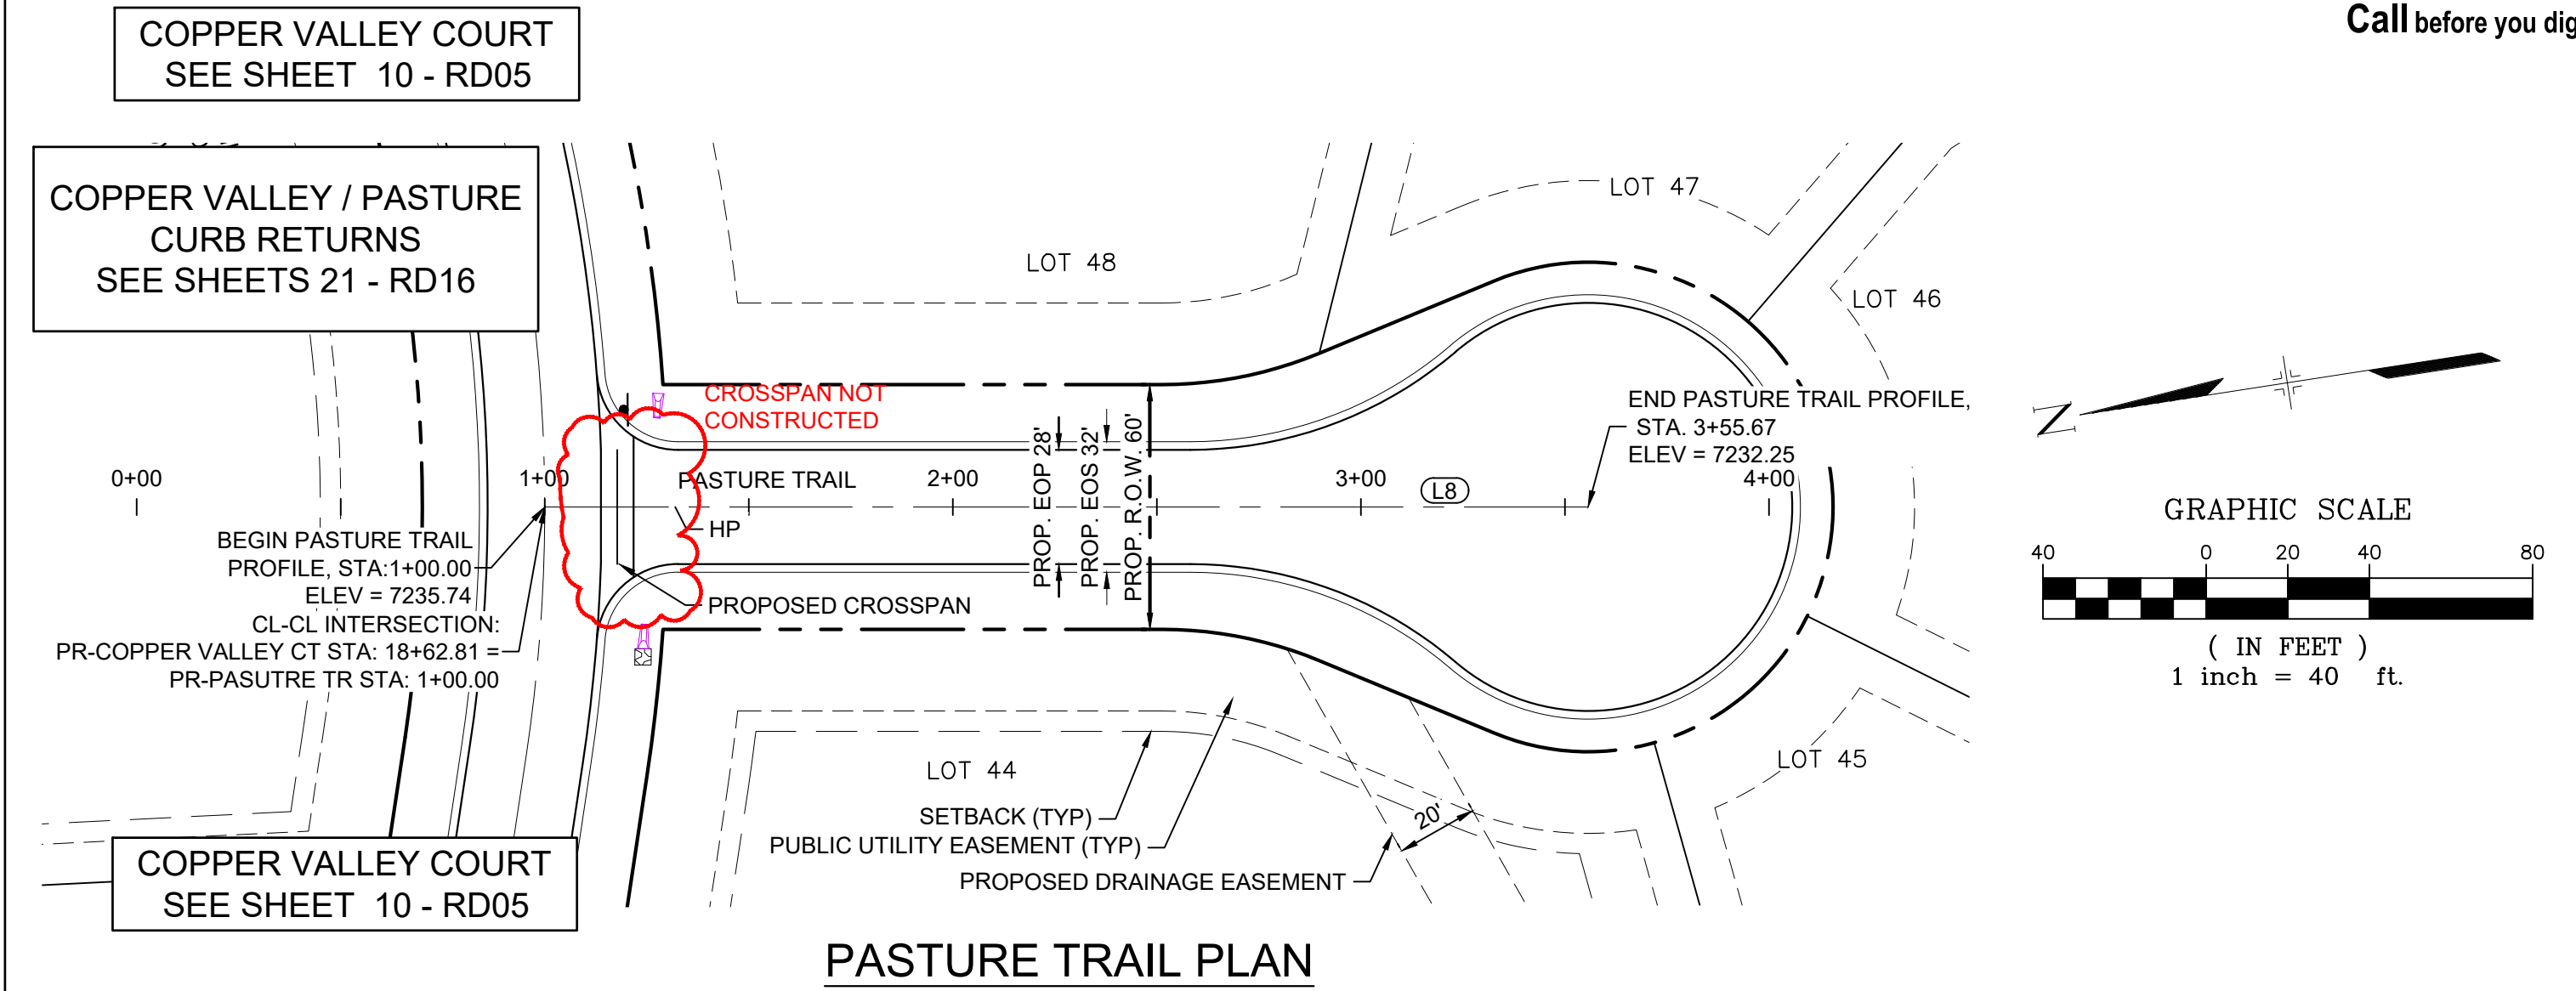 Call before you dig
COPPER VALLEY COURT
SEE SHEET 10 - RD05
COPPER VALLEY / PASTURE
CURB RETURNS
SEE SHEETS 21 - RD16
LOT 48
LOT 47
LOT 46
CROSSPAN NOT
CONSTRUCTED
END PASTURE TRAIL PROFILE,
STA. 3+55.67
ELEV = 7232.25
0+00
1+00
PASTURE TRAIL
2+00
3+00
L8
4+00
PROP. EOP 28'
PROP. EOS 32'
PROP. R.O.W. 60'
HP
BEGIN PASTURE TRAIL
PROFILE, STA:1+00.00
ELEV = 7235.74
CL-CL INTERSECTION:
PR-COPPER VALLEY CT STA: 18+62.81 =
PR-PASUTRE TR STA: 1+00.00
PROPOSED CROSSPAN
N
GRAPHIC SCALE
40 0 20 40 80
( IN FEET )
1 inch = 40 ft.
LOT 44
LOT 45
SETBACK (TYP)
PUBLIC UTILITY EASEMENT (TYP)
20'
PROPOSED DRAINAGE EASEMENT
COPPER VALLEY COURT
SEE SHEET 10 - RD05
PASTURE TRAIL PLAN